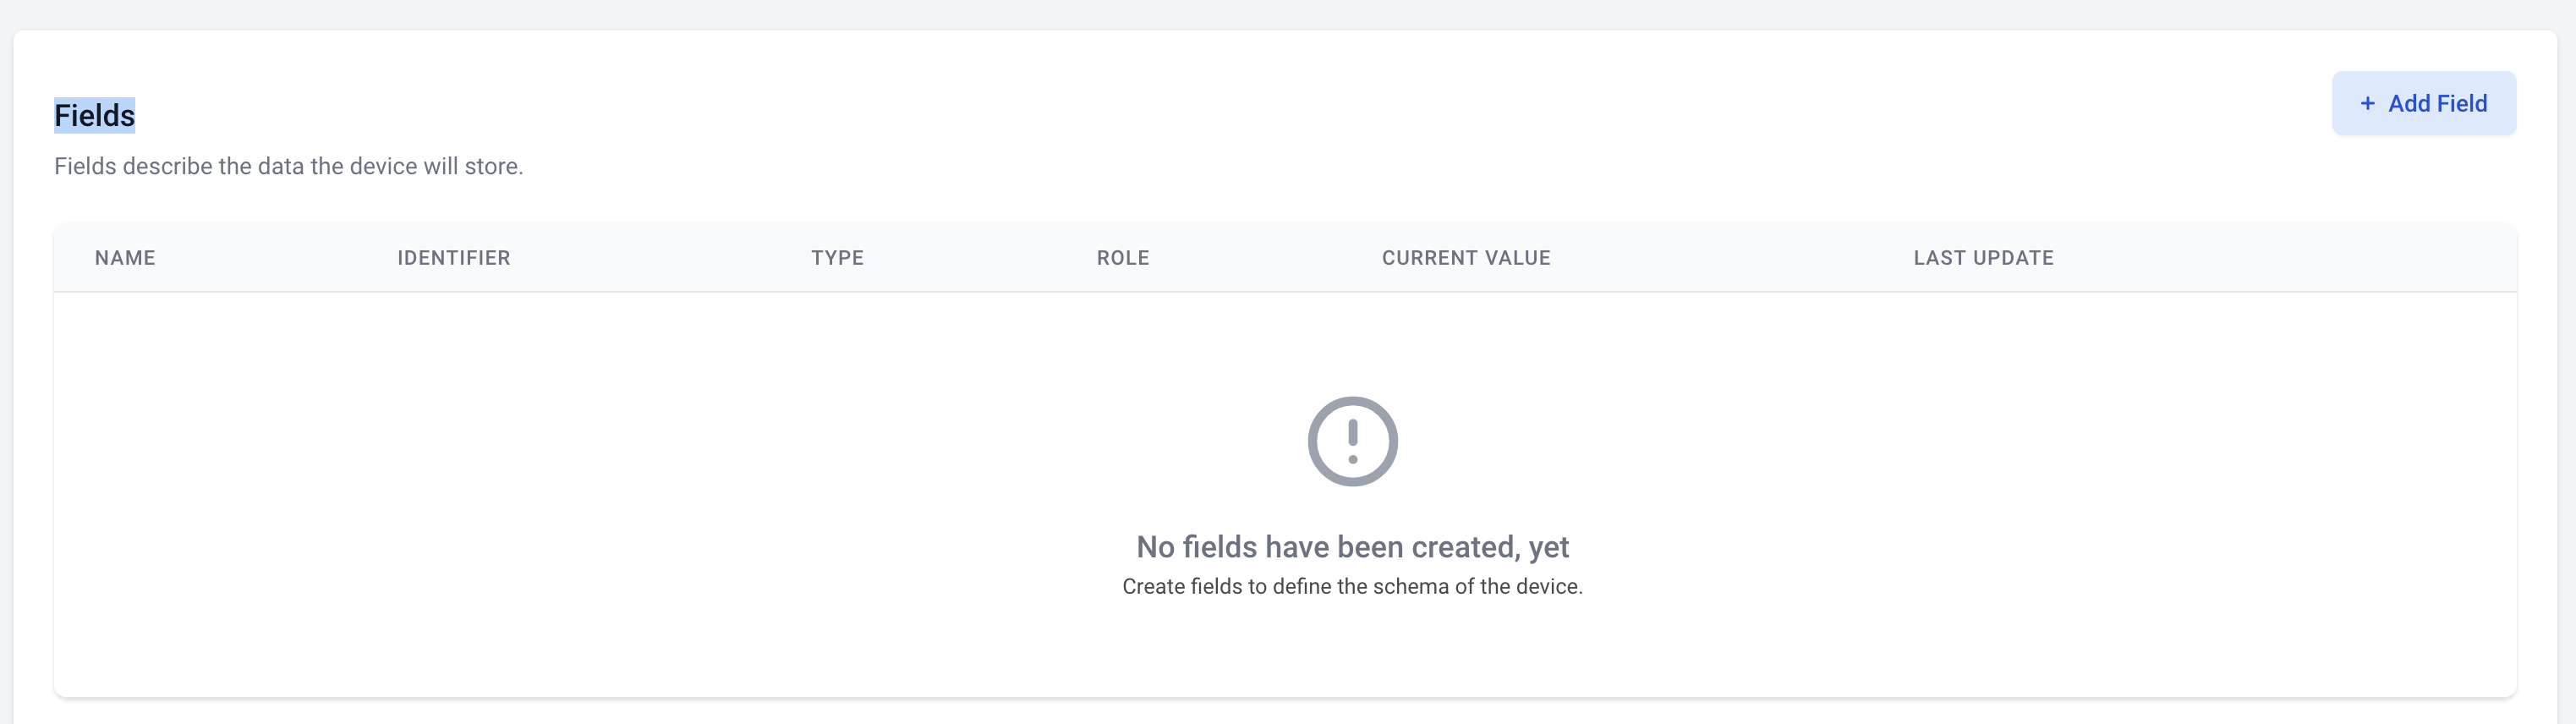 Fields
+ Add Field
Fields describe the data the device will store.
NAME IDENTIFIER TYPE ROLE CURRENT VALUE LAST UPDATE
No fields have been created, yet
Create fields to define the schema of the device.